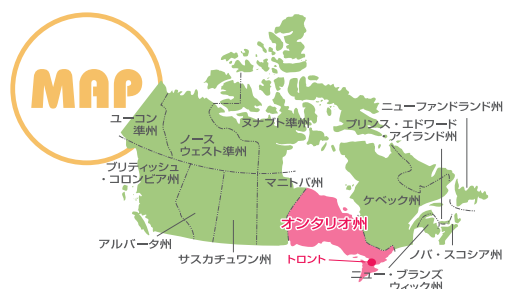 MAP
ユーコン
準州
ノース
ウェスト準州
ヌナブト準州
ニューファンドランド州
プリンス・エドワード
・アイランド州
ブリティッシュ
・コロンビア州
マニトバ州
ケベック州
オンタリオ州
アルバータ州
サスカチュワン州
トロント
ノバ・スコシア州
ニュー・ブランズ
ウィック州